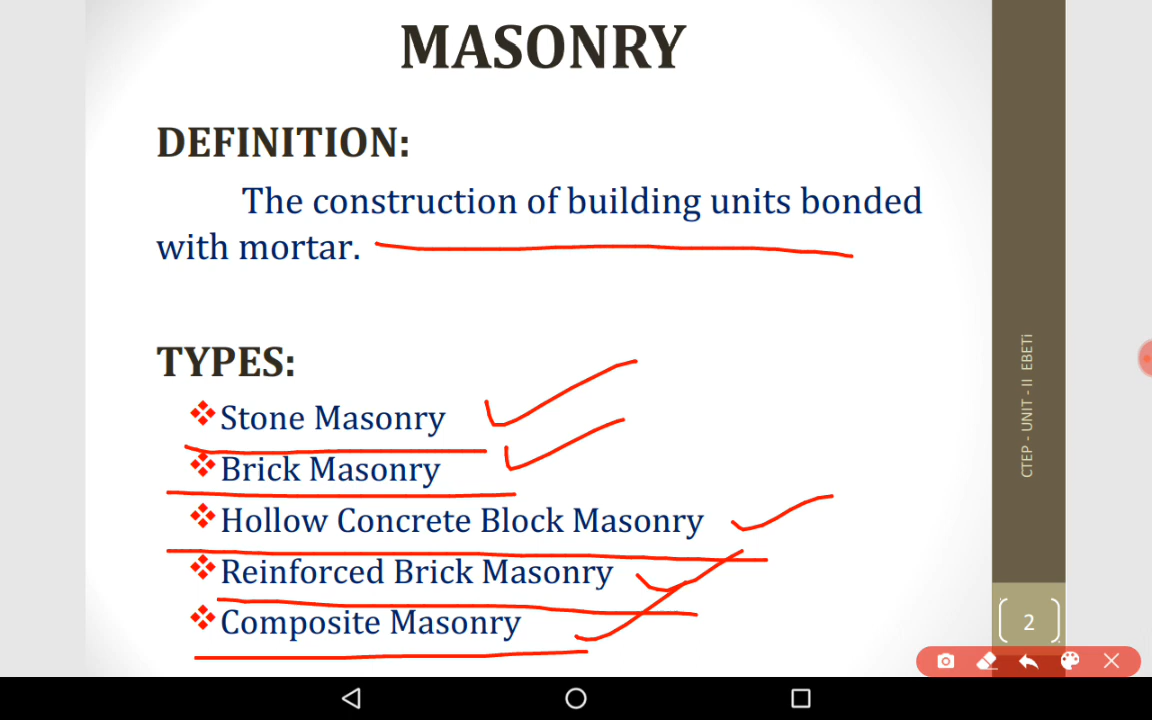 MASONRY
DEFINITION:
The construction of building units bonded
with mortar.
TYPES:
Stone Masonry
Brick Masonry
Hollow Concrete Block Masonry
Reinforced Brick Masonry
Composite Masonry
CTEP - UNIT - II EBETi
2